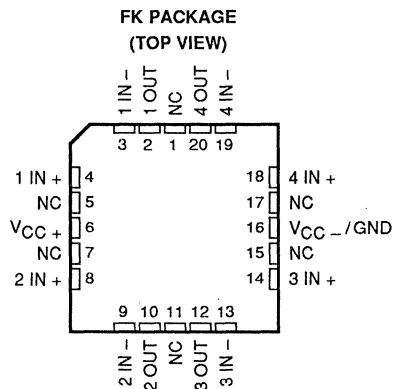 FK PACKAGE
(TOP VIEW)
1 IN −
1 OUT
NC
4 OUT
4 IN −
3 2 1 20 19
1 IN + 4
NC 5
VCC + 6
NC 7
2 IN + 8
18 4 IN +
17 NC
16 VCC − /GND
15 NC
14 3 IN +
9 10 11 12 13
2 IN −
2 OUT
NC
3 OUT
3 IN −